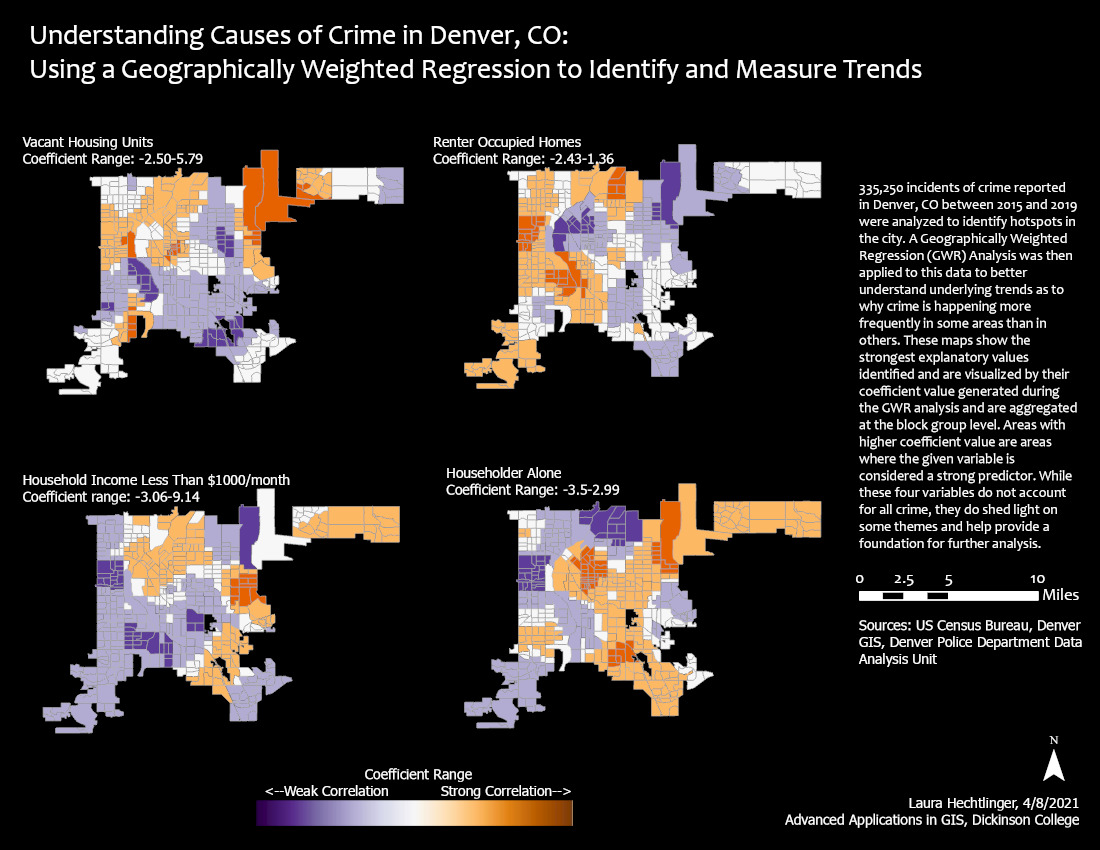 Understanding Causes of Crime in Denver, CO:
Using a Geographically Weighted Regression to Identify and Measure Trends
Vacant Housing Units
Coefficient Range: -2.50-5.79
Renter Occupied Homes
Coefficient Range: -2.43-1.36
335,250 incidents of crime reported
in Denver, CO between 2015 and 2019
were analyzed to identify hotspots in
the city. A Geographically Weighted
Regression (GWR) Analysis was then
applied to this data to better
understand underlying trends as to
why crime is happening more
frequently in some areas than in
others. These maps show the
strongest explanatory values
identified and are visualized by their
coefficient value generated during
the GWR analysis and are aggregated
at the block group level. Areas with
higher coefficient value are areas
where the given variable is
considered a strong predictor. While
these four variables do not account
for all crime, they do shed light on
some themes and help provide a
foundation for further analysis.
Household Income Less Than $1000/month
Coefficient range: -3.06-9.14
Householder Alone
Coefficient Range: -3.5-2.99
0 2.5 5 10
Miles
Sources: US Census Bureau, Denver
GIS, Denver Police Department Data
Analysis Unit
N
Coefficient Range
<--Weak Correlation Strong Correlation-->
Laura Hechtlinger, 4/8/2021
Advanced Applications in GIS, Dickinson College